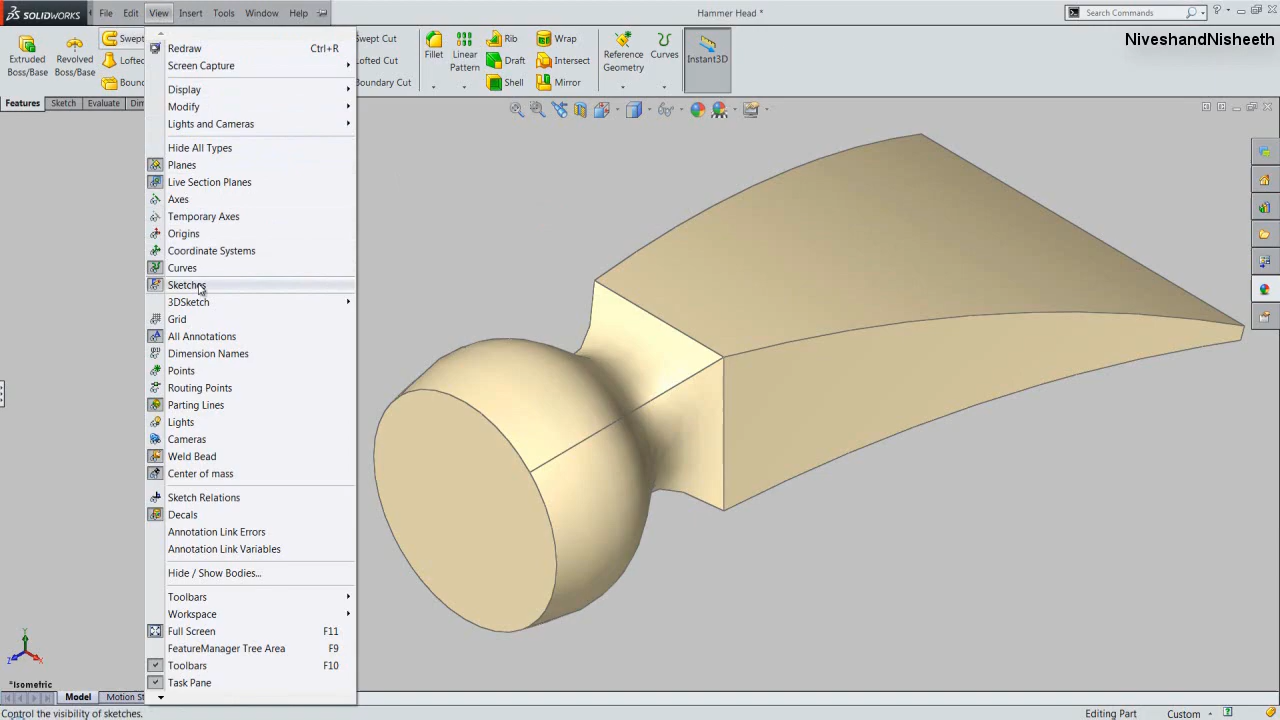 SOLIDWORKS File Edit View Insert Tools Window Help Hammer Head * Search Commands
NiveshandNisheeth
Extruded Boss/Base
Revolved Boss/Base
Swept
Lofted
Boun
Swept Cut
Lofted Cut
Boundary Cut
Fillet
Linear Pattern
Rib
Draft
Shell
Wrap
Intersect
Mirror
Reference Geometry
Curves
Instant3D
Features Sketch Evaluate Dim
Redraw Ctrl+R
Screen Capture
Display
Modify
Lights and Cameras
Hide All Types
Planes
Live Section Planes
Axes
Temporary Axes
Origins
Coordinate Systems
Curves
Sketches
3DSketch
Grid
All Annotations
Dimension Names
Points
Routing Points
Parting Lines
Lights
Cameras
Weld Bead
Center of mass
Sketch Relations
Decals
Annotation Link Errors
Annotation Link Variables
Hide / Show Bodies...
Toolbars
Workspace
Full Screen F11
FeatureManager Tree Area F9
Toolbars F10
Task Pane
Y
Z
X
*Isometric
Model Motion St
Control the visibility of sketches. Editing Part Custom